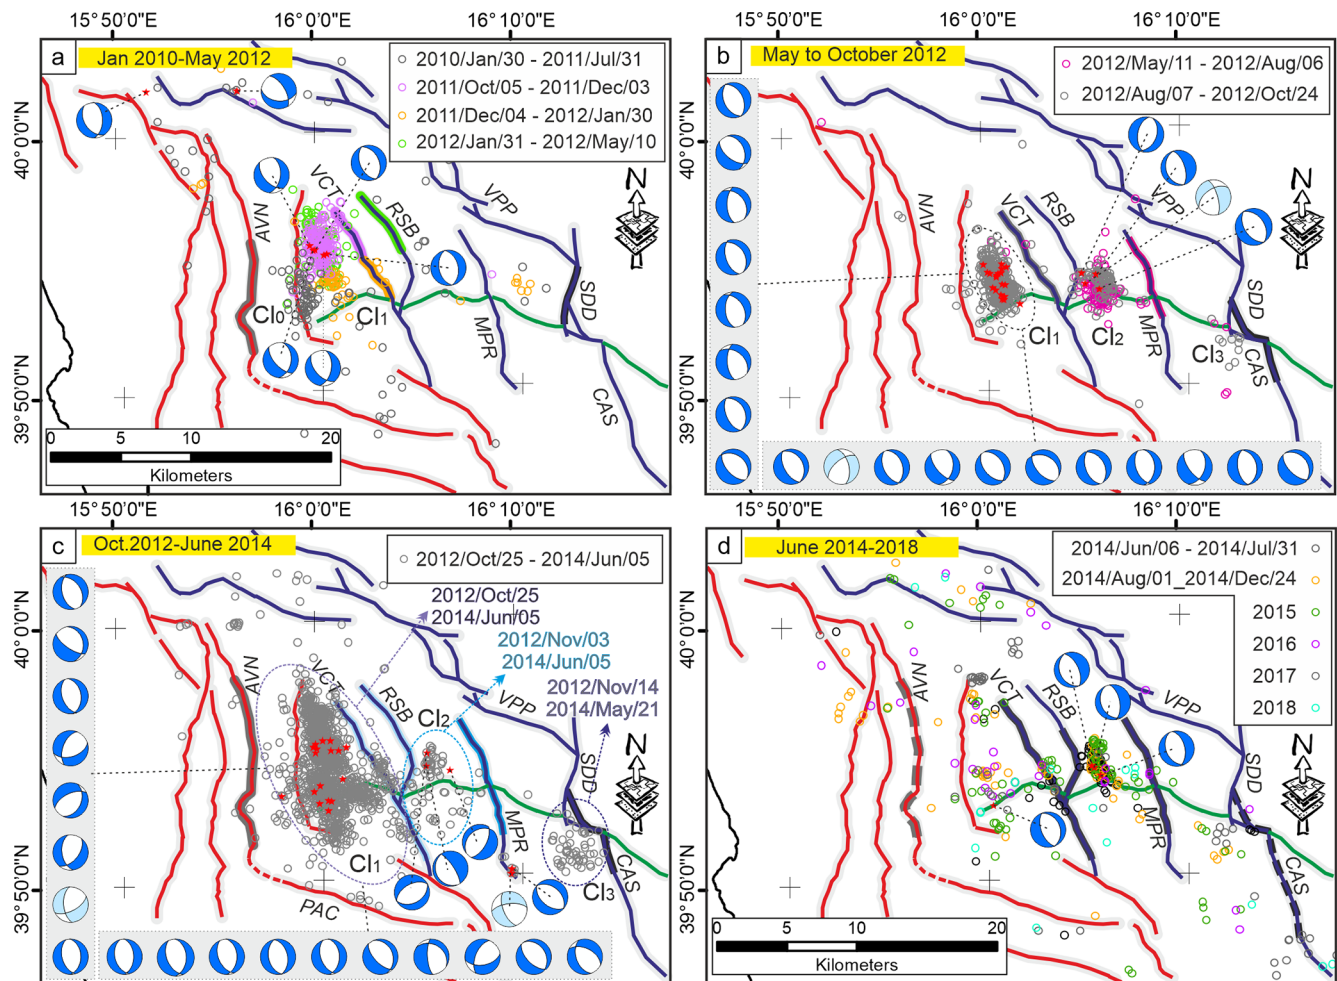 15°50'0"E
16°0'0"E
16°10'0"E
15°50'0"E
16°0'0"E
16°10'0"E
a
Jan 2010-May 2012
2010/Jan/30 - 2011/Jul/31
2011/Oct/05 - 2011/Dec/03
2011/Dec/04 - 2012/Jan/30
2012/Jan/31 - 2012/May/10
40°0'0"N
39°50'0"N
AVN
VCT
RSB
VPP
N
Cl0
Cl1
MPR
SDD
CAS
0
5
10
20
Kilometers
b
May to October 2012
2012/May/11 - 2012/Aug/06
2012/Aug/07 - 2012/Oct/24
40°0'0"N
39°50'0"N
AVN
VCT
RSB
VPP
N
SDD
Cl1
Cl2
MPR
Cl3
CAS
15°50'0"E
16°0'0"E
16°10'0"E
15°50'0"E
16°0'0"E
16°10'0"E
c
Oct.2012-June 2014
2012/Oct/25 - 2014/Jun/05
2012/Oct/25
2014/Jun/05
2012/Nov/03
2014/Jun/05
2012/Nov/14
2014/May/21
40°0'0"N
39°50'0"N
AVN
VCT
RSB
Cl2
VPP
N
SDD
MPR
Cl1
Cl3
CAS
PAC
d
June 2014-2018
2014/Jun/06 - 2014/Jul/31
2014/Aug/01_2014/Dec/24
2015
2016
2017
2018
40°0'0"N
39°50'0"N
AVN
VCT
RSB
VPP
N
SDD
MPR
CAS
0
5
10
20
Kilometers